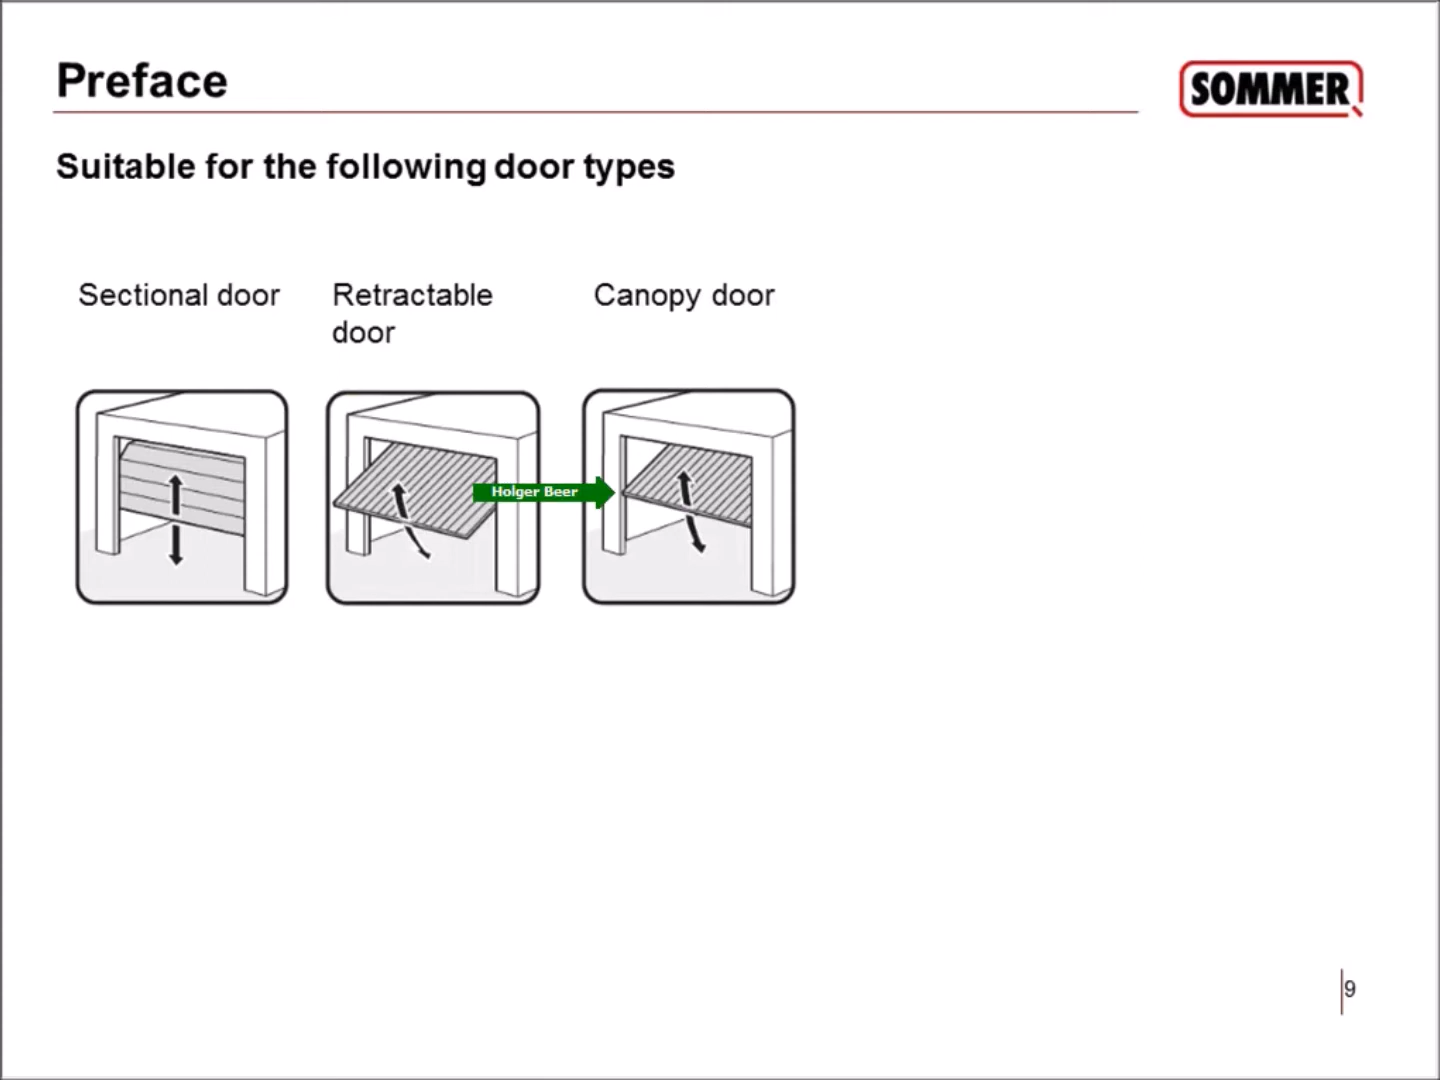 Preface
SOMMER
Suitable for the following door types
Sectional door
Retractable
door
Canopy door
Holger Beer
9